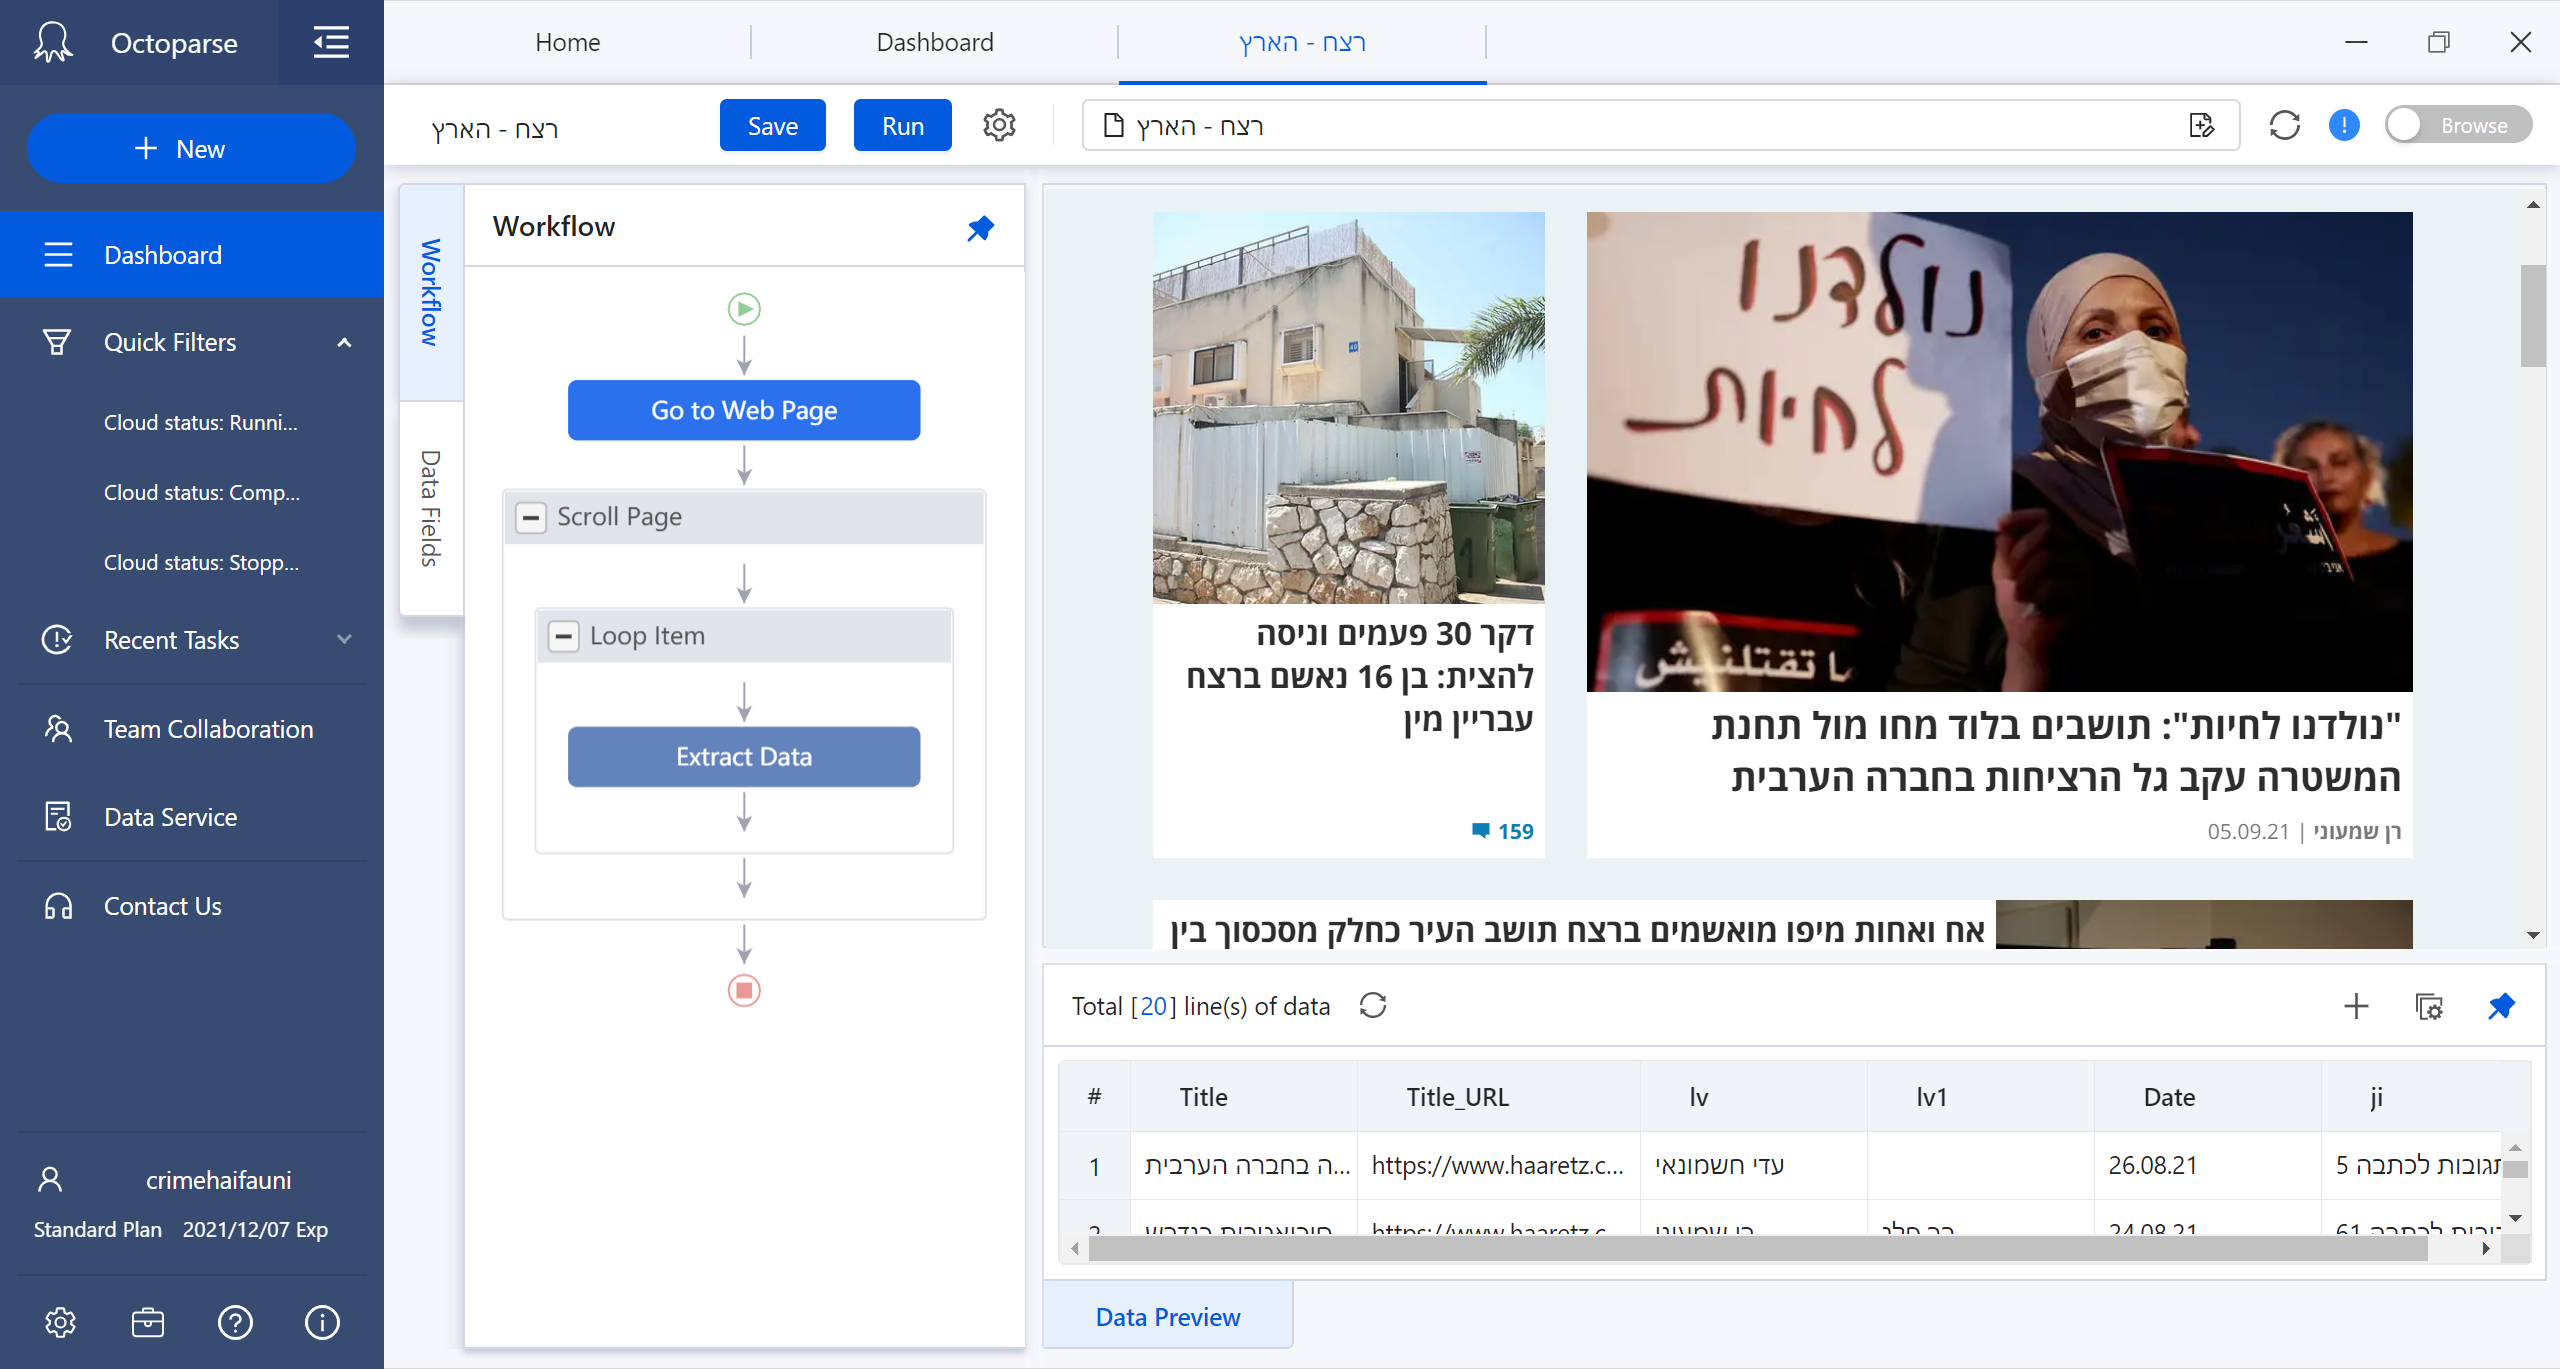 Octoparse
Home
Dashboard
רצח - הארץ
New
רצח - הארץ
Save
Run
רצח - הארץ
Browse
Dashboard
Quick Filters
Cloud status: Runni...
Cloud status: Comp...
Cloud status: Stopp...
Recent Tasks
Team Collaboration
Data Service
Contact Us
crimehaifauni
Standard Plan 2021/12/07 Exp
Workflow
Data Fields
Workflow
Go to Web Page
Scroll Page
Loop Item
Extract Data
נולדנו
לחיות
דקר 30 פעמים וניסה
להצית: בן 16 נאשם ברצח
עבריין מין
159
"נולדנו לחיות": תושבים בלוד מחו מול תחנת
המשטרה עקב גל הרציחות בחברה הערבית
רן שמעוני | 05.09.21
אח ואחות מיפו מואשמים ברצח תושב העיר כחלק מסכסוך בין
Total [20] line(s) of data
# Title Title_URL lv lv1 Date ji
1 ...ה בחברה הערבית https://www.haaretz.c... עדי חשמונאי 26.08.21 תגובות לכתבה 5
2 https://www.haaretz.c... רן שמעוני בר פלג 24.08.21 61
Data Preview